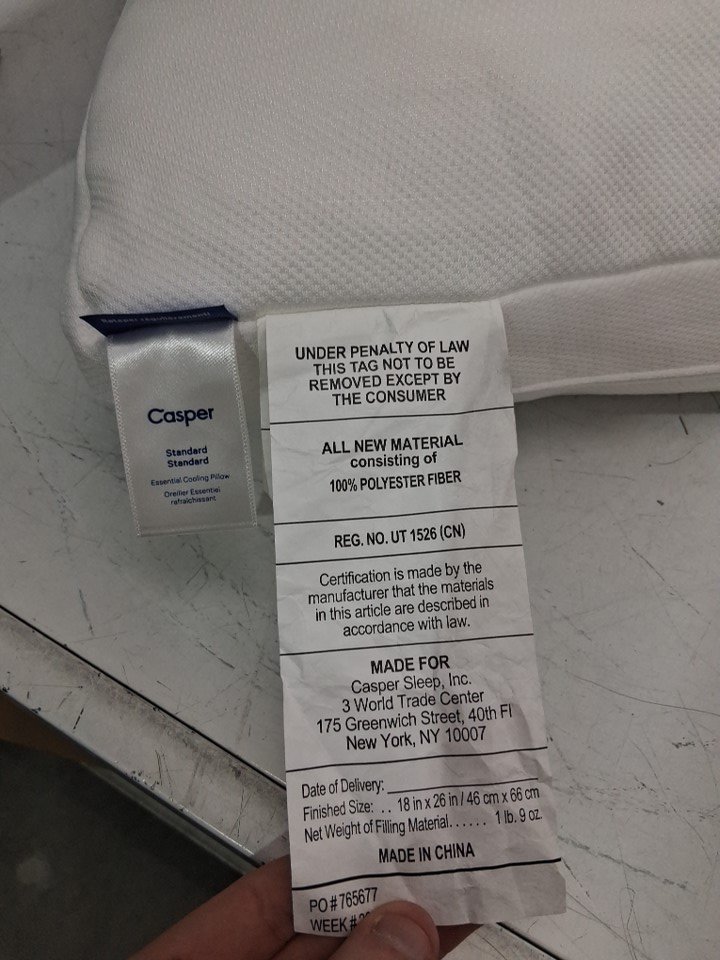 Casper
Standard
Standard
Essential Cooling Pillow
Oreiller Essentiel
rafraîchissant
UNDER PENALTY OF LAW
THIS TAG NOT TO BE
REMOVED EXCEPT BY
THE CONSUMER
ALL NEW MATERIAL
consisting of
100% POLYESTER FIBER
REG. NO. UT 1526 (CN)
Certification is made by the
manufacturer that the materials
in this article are described in
accordance with law.
MADE FOR
Casper Sleep, Inc.
3 World Trade Center
175 Greenwich Street, 40th Fl
New York, NY 10007
Date of Delivery:
Finished Size: .. 18 in x 26 in / 46 cm x 66 cm
Net Weight of Filling Material...... 1 lb. 9 oz.
MADE IN CHINA
PO # 765677
WEEK #